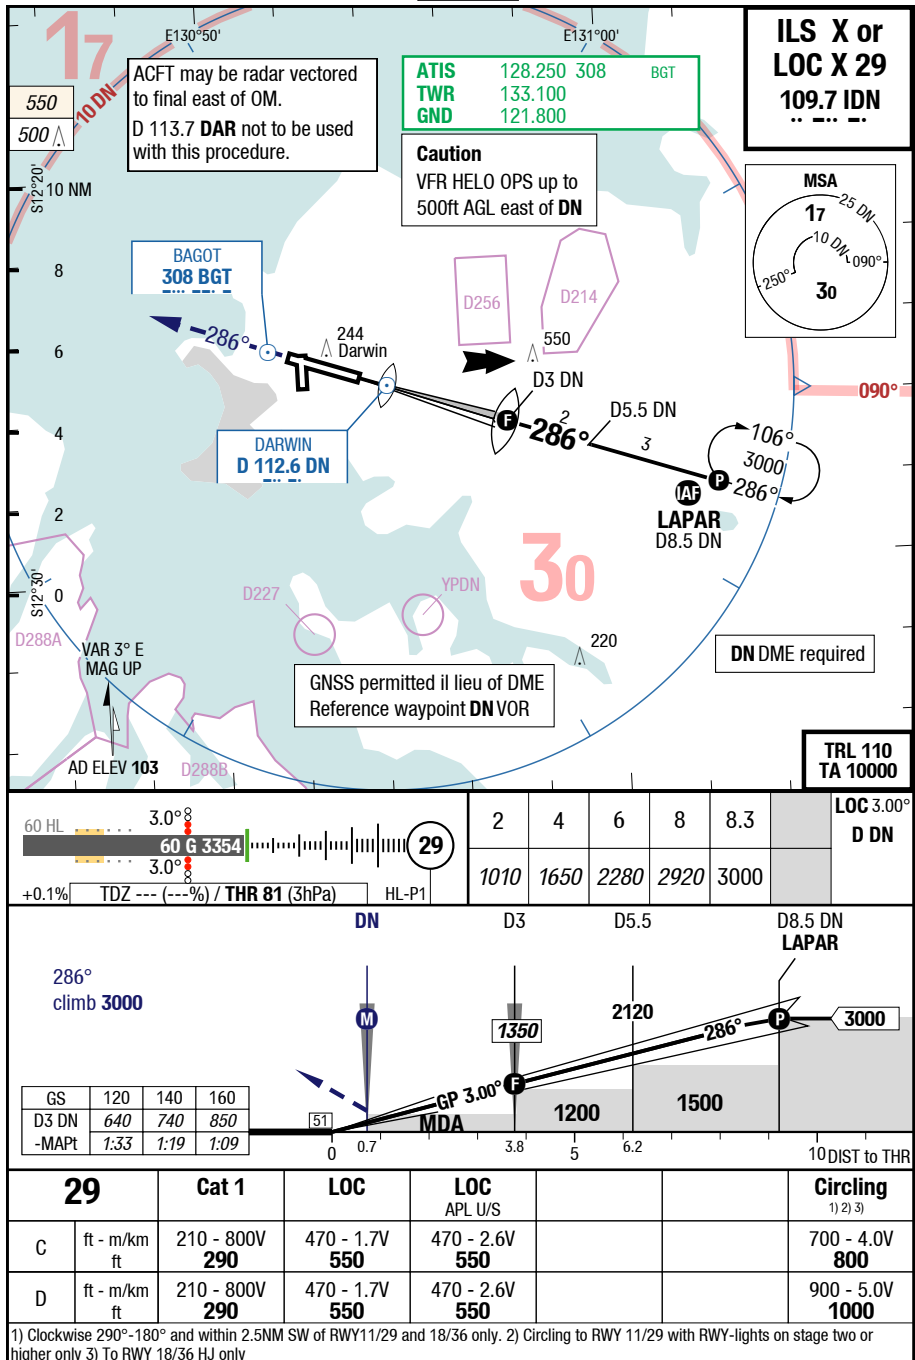 E130°50'
E131°00'
17
10 DN
550
500
ACFT may be radar vectored
to final east of OM.
D 113.7 DAR not to be used
with this procedure.
ATIS 128.250 308 BGT
TWR 133.100
GND 121.800
ILS X or
LOC X 29
109.7 IDN
Caution
VFR HELO OPS up to
500ft AGL east of DN
MSA
17
25 DN
10 DN
090°
250°
30
S12°20'
10 NM
8
6
4
2
0
S12°30'
BAGOT
308 BGT
D256
D214
286°
244
Darwin
550
D3 DN
F
2
286°
D5.5 DN
3
090°
DARWIN
D 112.6 DN
106°
3000
286°
P
IAF
LAPAR
D8.5 DN
30
D227
YPDN
220
D288A
VAR 3° E
MAG UP
AD ELEV 103
D288B
GNSS permitted il lieu of DME
Reference waypoint DN VOR
DN DME required
TRL 110
TA 10000
60 HL
3.0°
60 G 3354
3.0°
29
+0.1%
TDZ --- (---%) / THR 81 (3hPa)
HL-P1
2 4 6 8 8.3
1010 1650 2280 2920 3000
LOC 3.00°
D DN
DN
D3
D5.5
D8.5 DN
LAPAR
286°
climb 3000
M
1350
2120
286°
P
3000
F
GP 3.00°
MDA
1200
1500
51
0 0.7 3.8 5 6.2 10 DIST to THR
GS 120 140 160
D3 DN 640 740 850
-MAPt 1:33 1:19 1:09
29 Cat 1 LOC LOC Circling
APL U/S 1) 2) 3)
C ft - m/km 210 - 800V 470 - 1.7V 470 - 2.6V 700 - 4.0V
ft 290 550 550 800
D ft - m/km 210 - 800V 470 - 1.7V 470 - 2.6V 900 - 5.0V
ft 290 550 550 1000
1) Clockwise 290°-180° and within 2.5NM SW of RWY11/29 and 18/36 only. 2) Circling to RWY 11/29 with RWY-lights on stage two or
higher only 3) To RWY 18/36 HJ only